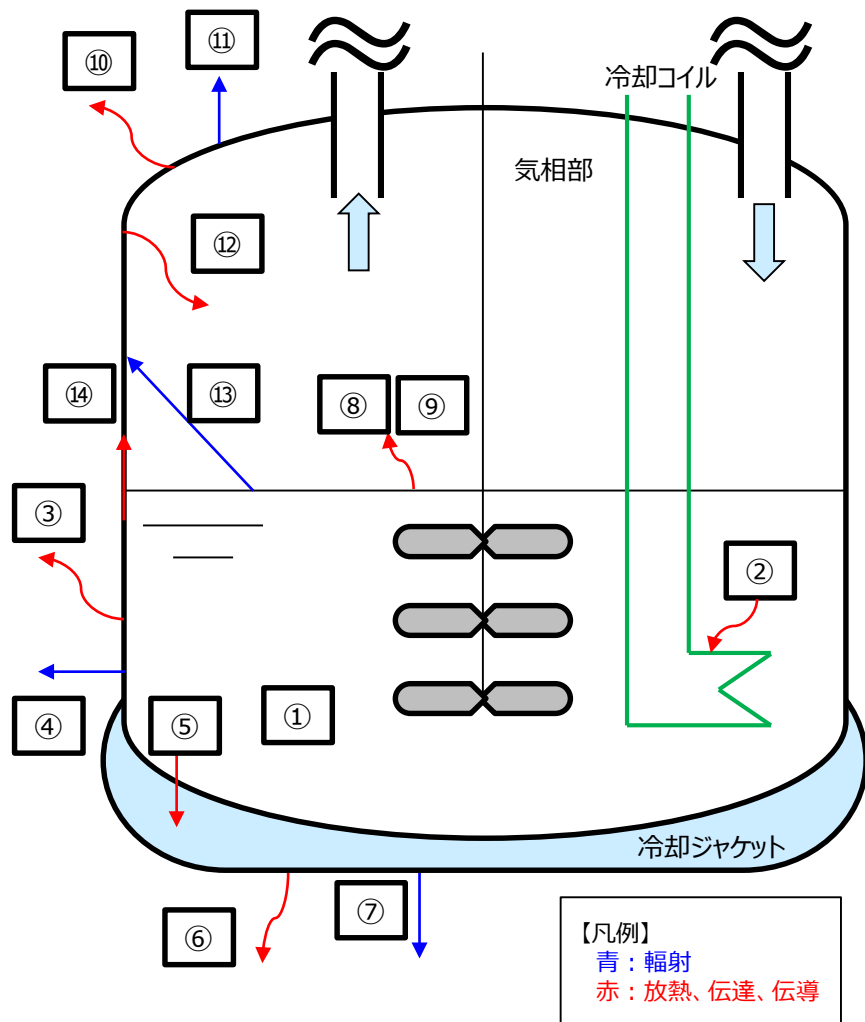 ⑪
⑩
冷却コイル
気相部
⑫
⑭
⑬
⑧
⑨
③
②
①
④
⑤
冷却ジャケット
⑦
⑥
【凡例】
青：輻射
赤：放熱、伝達、伝導